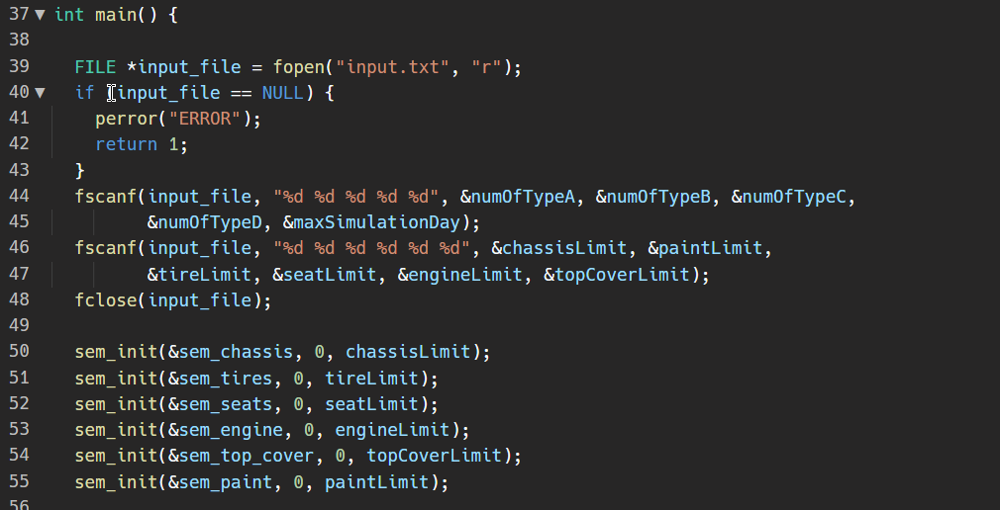 37 ▼ int main() {
38
39 FILE *input_file = fopen("input.txt", "r");
40 ▼ if (input_file == NULL) {
41 perror("ERROR");
42 return 1;
43 }
44 fscanf(input_file, "%d %d %d %d %d", &numOfTypeA, &numOfTypeB, &numOfTypeC,
45 &numOfTypeD, &maxSimulationDay);
46 fscanf(input_file, "%d %d %d %d %d %d", &chassisLimit, &paintLimit,
47 &tireLimit, &seatLimit, &engineLimit, &topCoverLimit);
48 fclose(input_file);
49
50 sem_init(&sem_chassis, 0, chassisLimit);
51 sem_init(&sem_tires, 0, tireLimit);
52 sem_init(&sem_seats, 0, seatLimit);
53 sem_init(&sem_engine, 0, engineLimit);
54 sem_init(&sem_top_cover, 0, topCoverLimit);
55 sem_init(&sem_paint, 0, paintLimit);
56